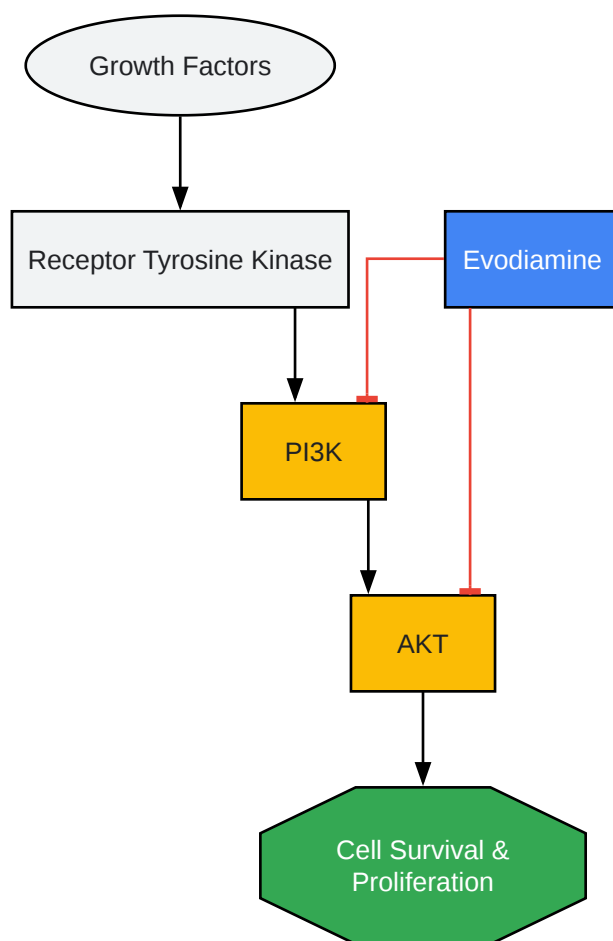 Growth Factors
Receptor Tyrosine Kinase
Evodiamine
PI3K
AKT
Cell Survival &
Proliferation